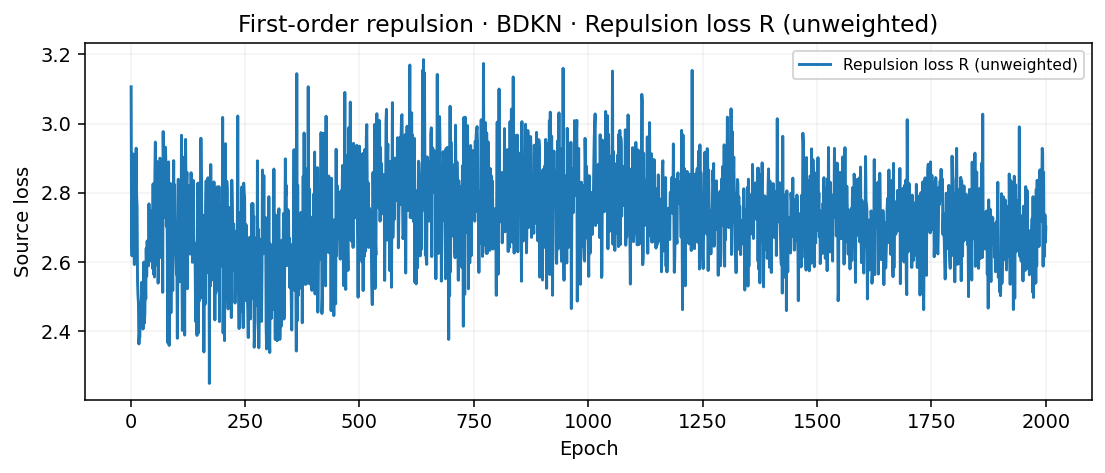 First-order repulsion · BDKN · Repulsion loss R (unweighted)
Repulsion loss R (unweighted)
Source loss
3.2
3.0
2.8
2.6
2.4
0 250 500 750 1000 1250 1500 1750 2000
Epoch